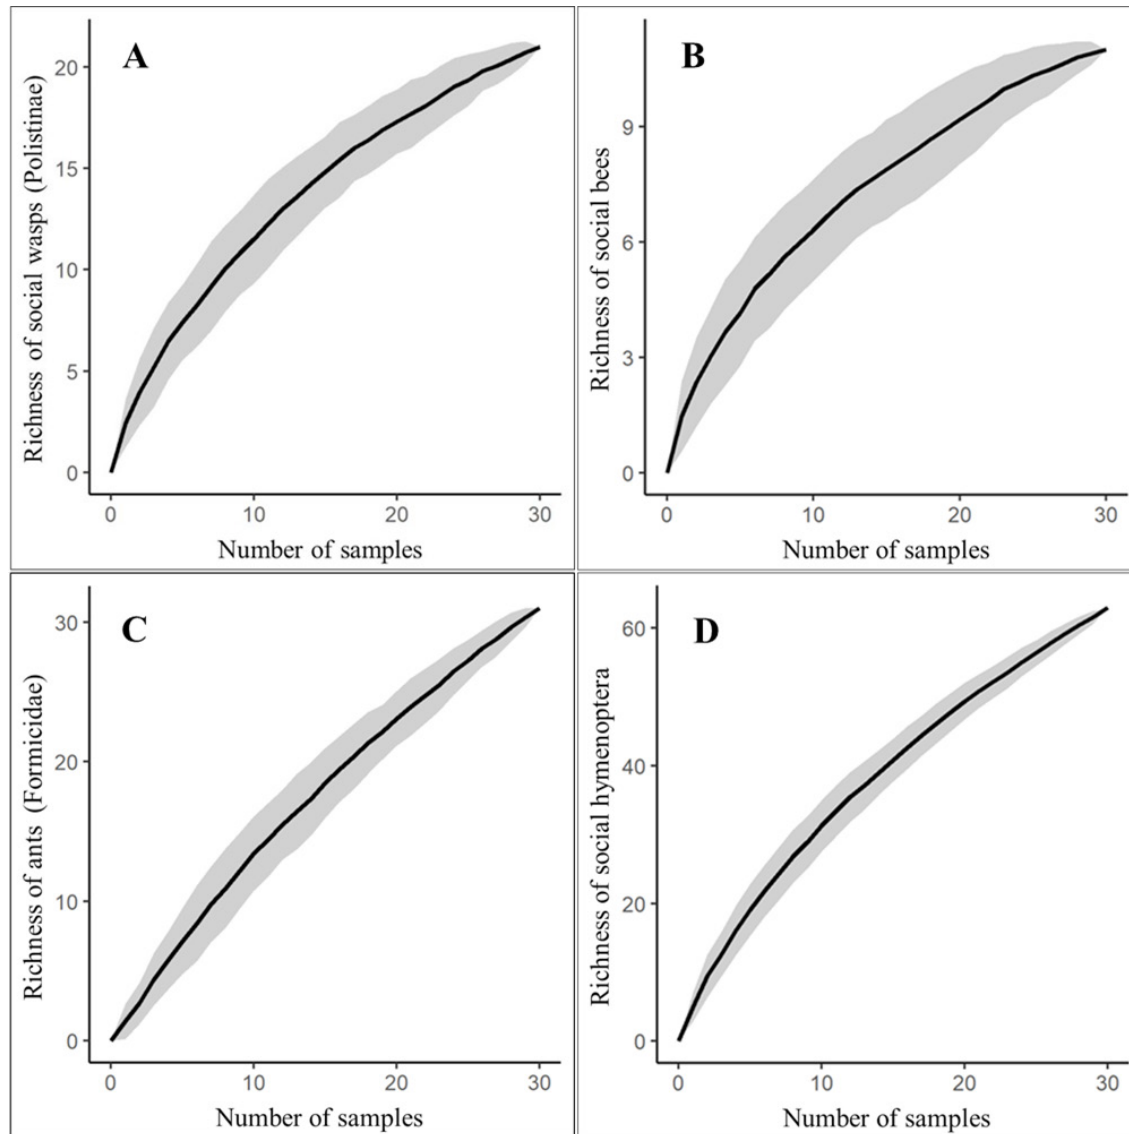 A
Richness of social wasps (Polistinae)
20
15
10
5
0
0 10 20 30
Number of samples
B
Richness of social bees
9
6
3
0
0 10 20 30
Number of samples
C
Richness of ants (Formicidae)
30
20
10
0
0 10 20 30
Number of samples
D
Richness of social hymenoptera
60
40
20
0
0 10 20 30
Number of samples